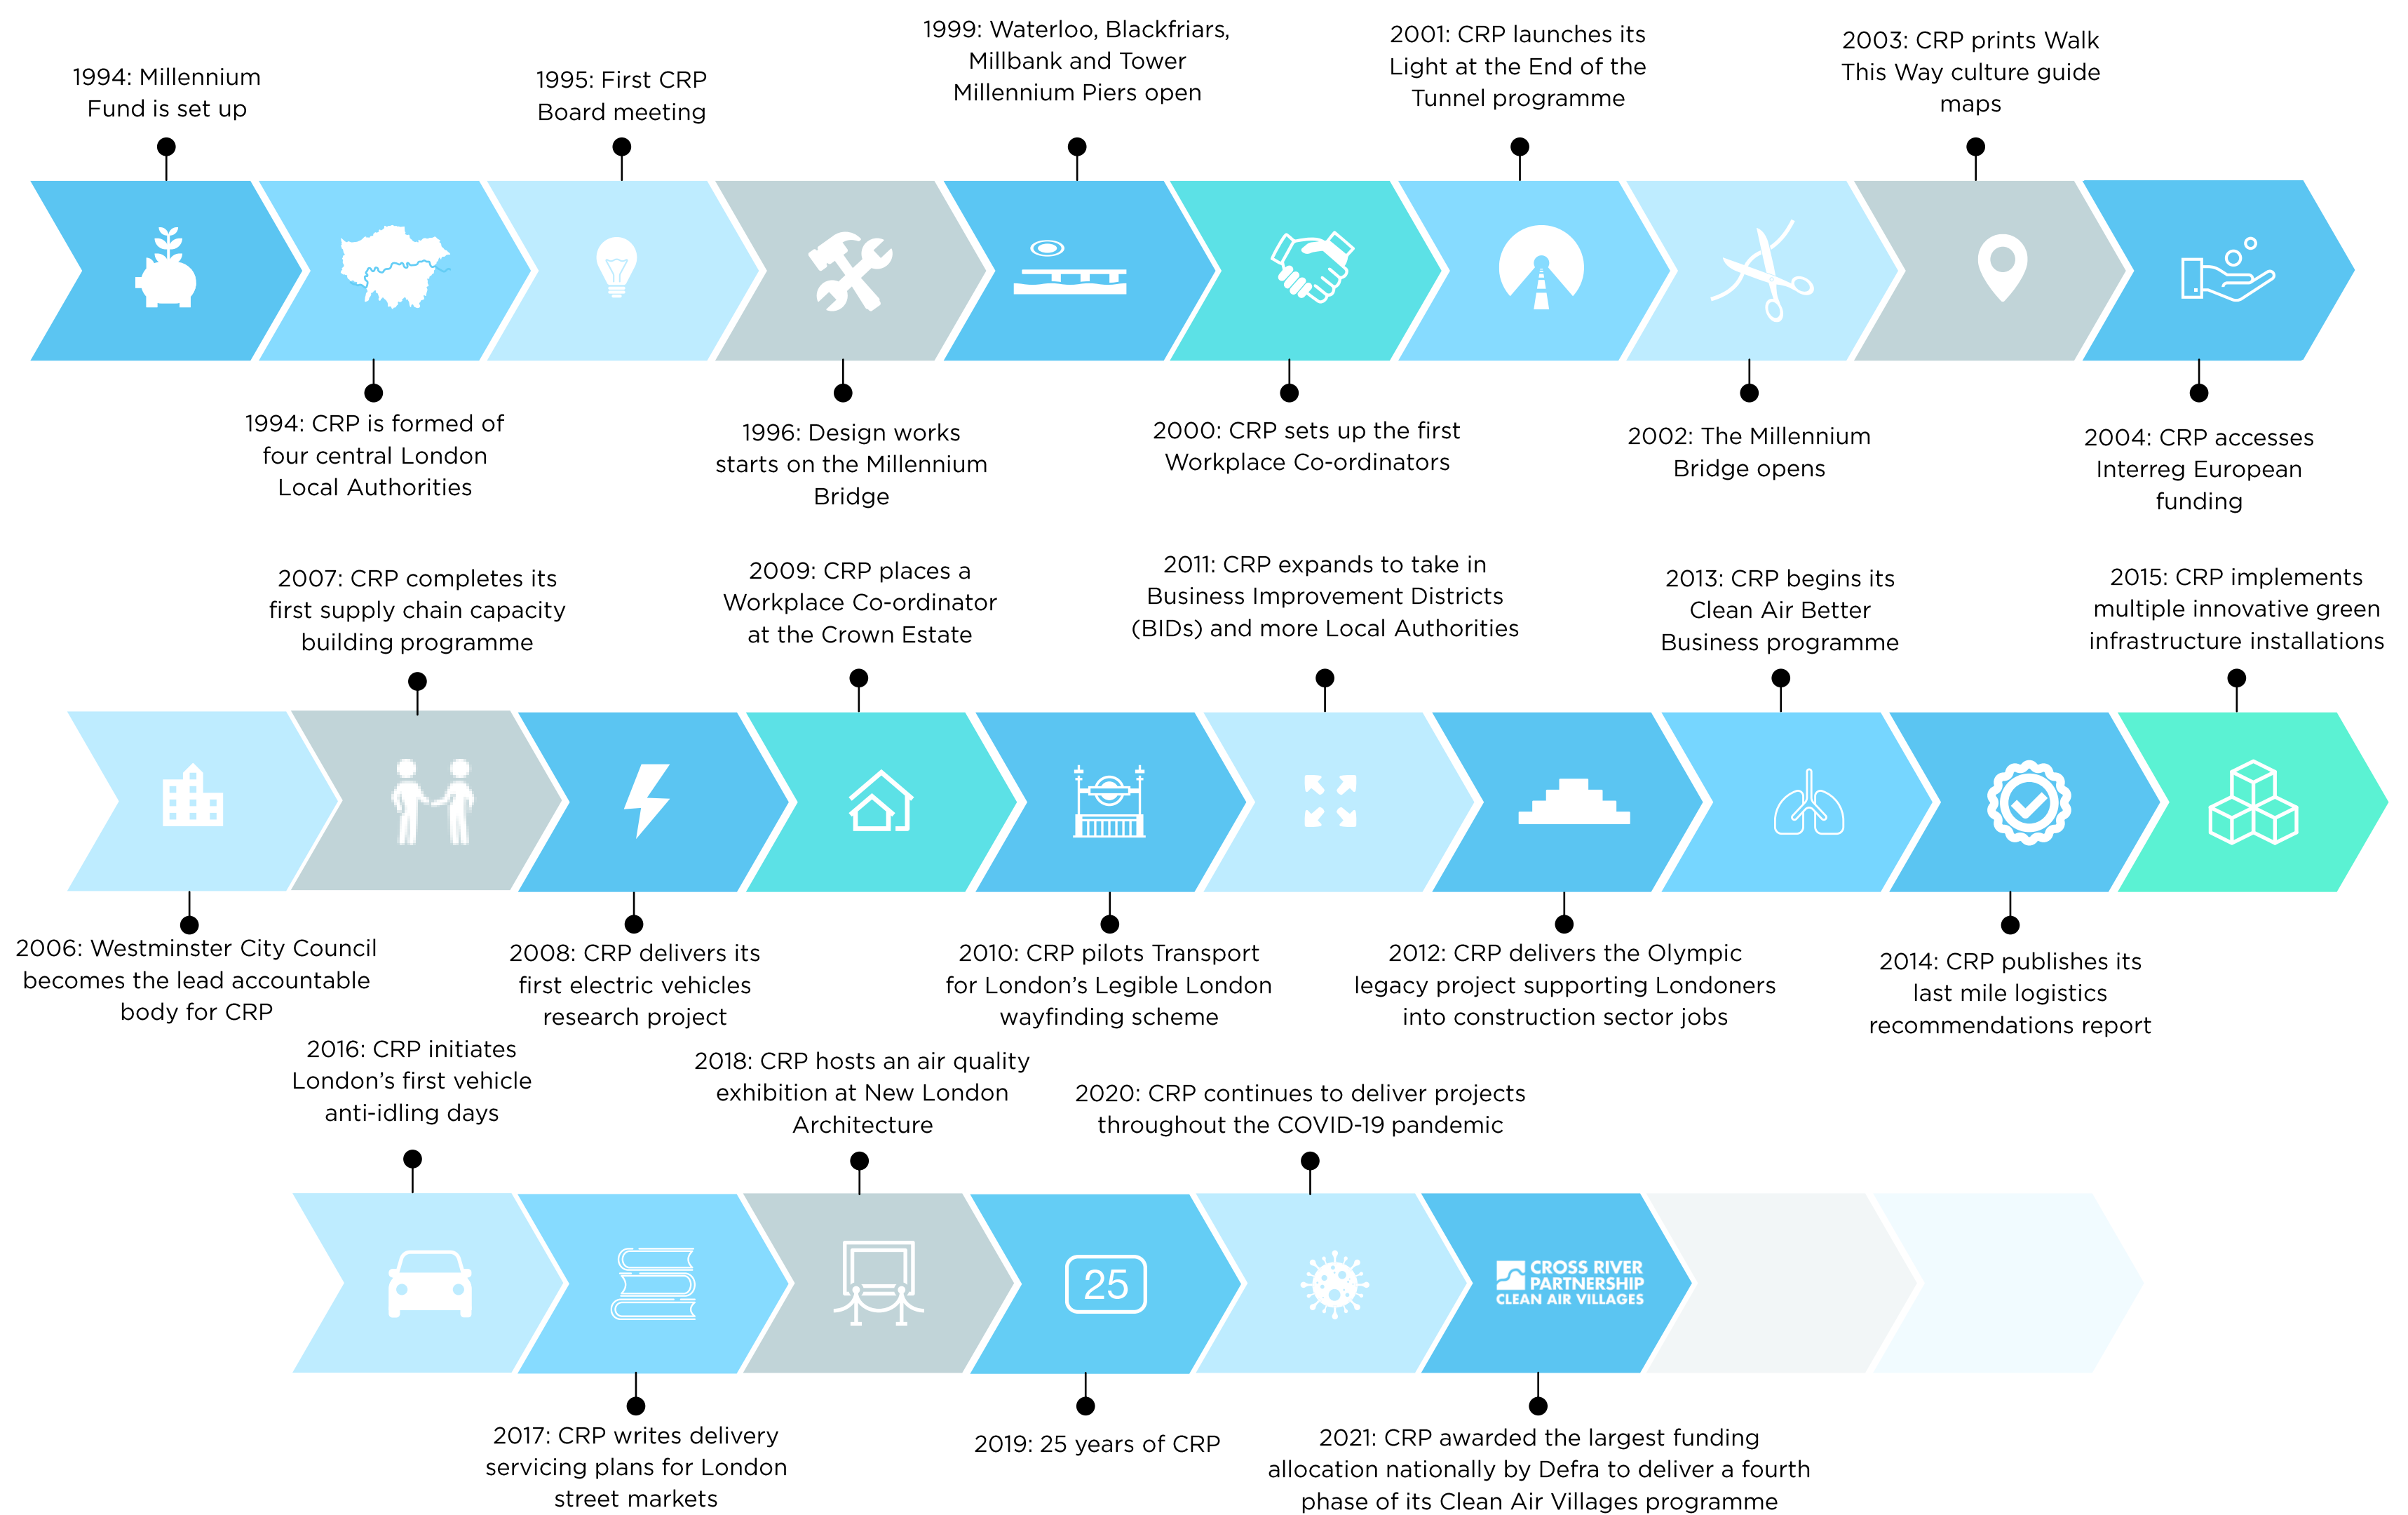 1994: Millennium
Fund is set up
1994: CRP is formed of
four central London
Local Authorities
1995: First CRP
Board meeting
1996: Design works
starts on the Millennium
Bridge
1999: Waterloo, Blackfriars,
Millbank and Tower
Millennium Piers open
2000: CRP sets up the first
Workplace Co-ordinators
2001: CRP launches its
Light at the End of the
Tunnel programme
2002: The Millennium
Bridge opens
2003: CRP prints Walk
This Way culture guide
maps
2004: CRP accesses
Interreg European
funding
2006: Westminster City Council
becomes the lead accountable
body for CRP
2007: CRP completes its
first supply chain capacity
building programme
2008: CRP delivers its
first electric vehicles
research project
2009: CRP places a
Workplace Co-ordinator
at the Crown Estate
2010: CRP pilots Transport
for London’s Legible London
wayfinding scheme
2011: CRP expands to take in
Business Improvement Districts
(BIDs) and more Local Authorities
2012: CRP delivers the Olympic
legacy project supporting Londoners
into construction sector jobs
2013: CRP begins its
Clean Air Better
Business programme
2014: CRP publishes its
last mile logistics
recommendations report
2015: CRP implements
multiple innovative green
infrastructure installations
2016: CRP initiates
London’s first vehicle
anti-idling days
2017: CRP writes delivery
servicing plans for London
street markets
2018: CRP hosts an air quality
exhibition at New London
Architecture
25
2019: 25 years of CRP
2020: CRP continues to deliver projects
throughout the COVID-19 pandemic
CROSS RIVER
PARTNERSHIP
CLEAN AIR VILLAGES
2021: CRP awarded the largest funding
allocation nationally by Defra to deliver a fourth
phase of its Clean Air Villages programme